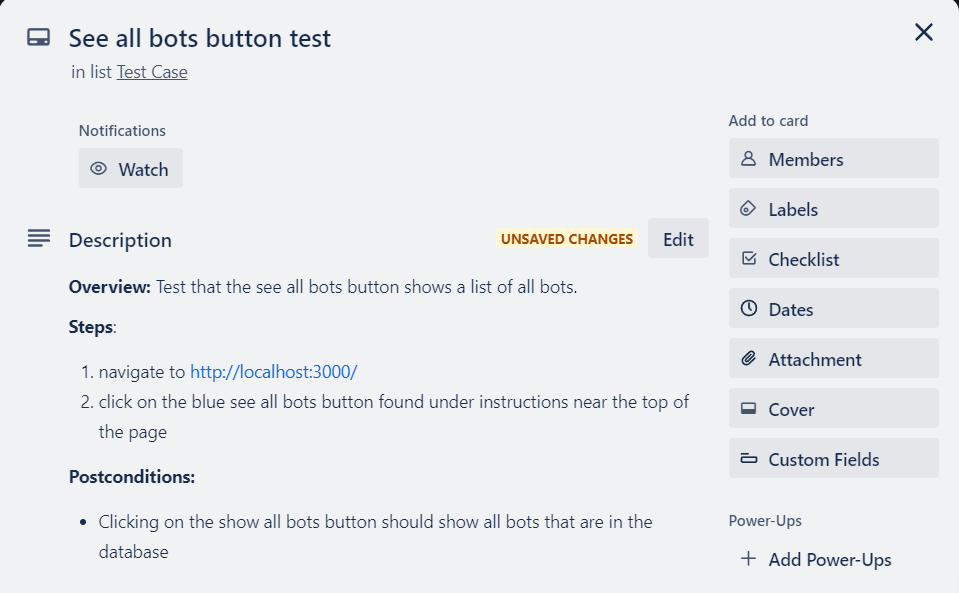 See all bots button test
in list Test Case
Notifications
Watch
Description
UNSAVED CHANGES
Edit
Overview: Test that the see all bots button shows a list of all bots.
Steps:
1. navigate to http://localhost:3000/
2. click on the blue see all bots button found under instructions near the top of
the page
Postconditions:
• Clicking on the show all bots button should show all bots that are in the
database
Add to card
Members
Labels
Checklist
Dates
Attachment
Cover
Custom Fields
Power-Ups
+ Add Power-Ups